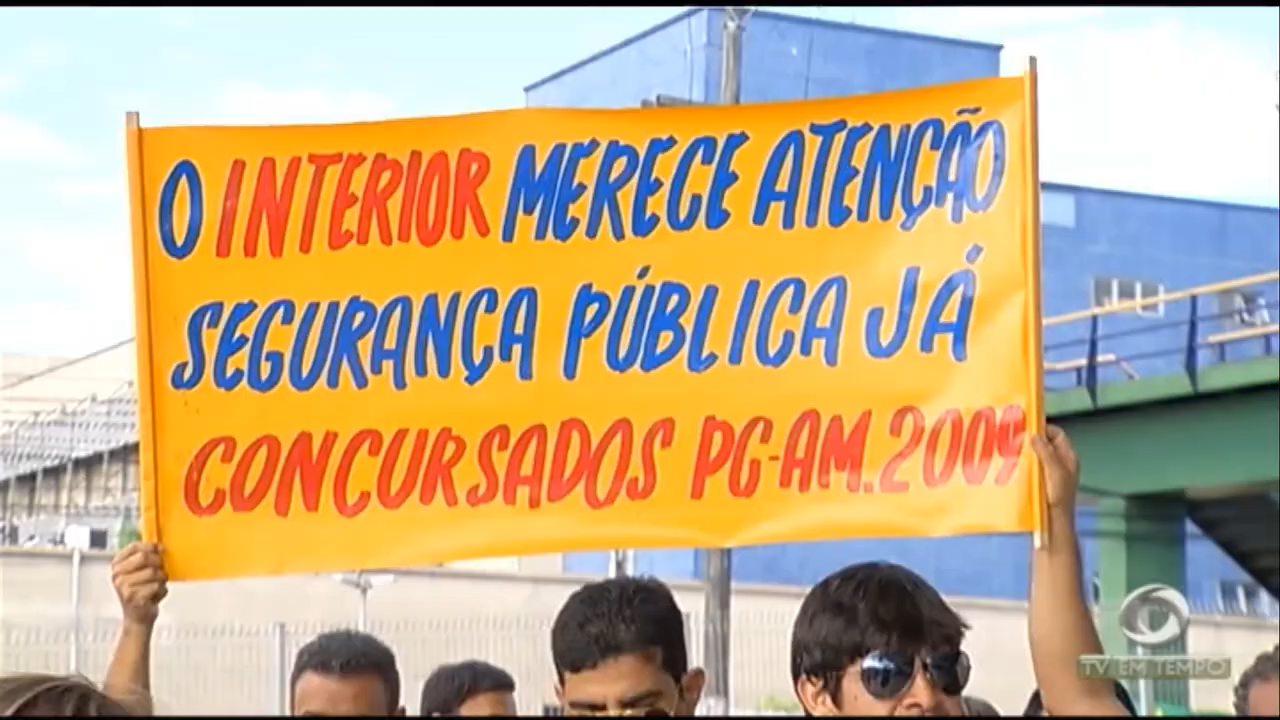 O INTERIOR MERECE ATENÇÃO
SEGURANÇA PÚBLICA JÁ
CONCURSADOS PC-AM.2009
TV EM TEMPO